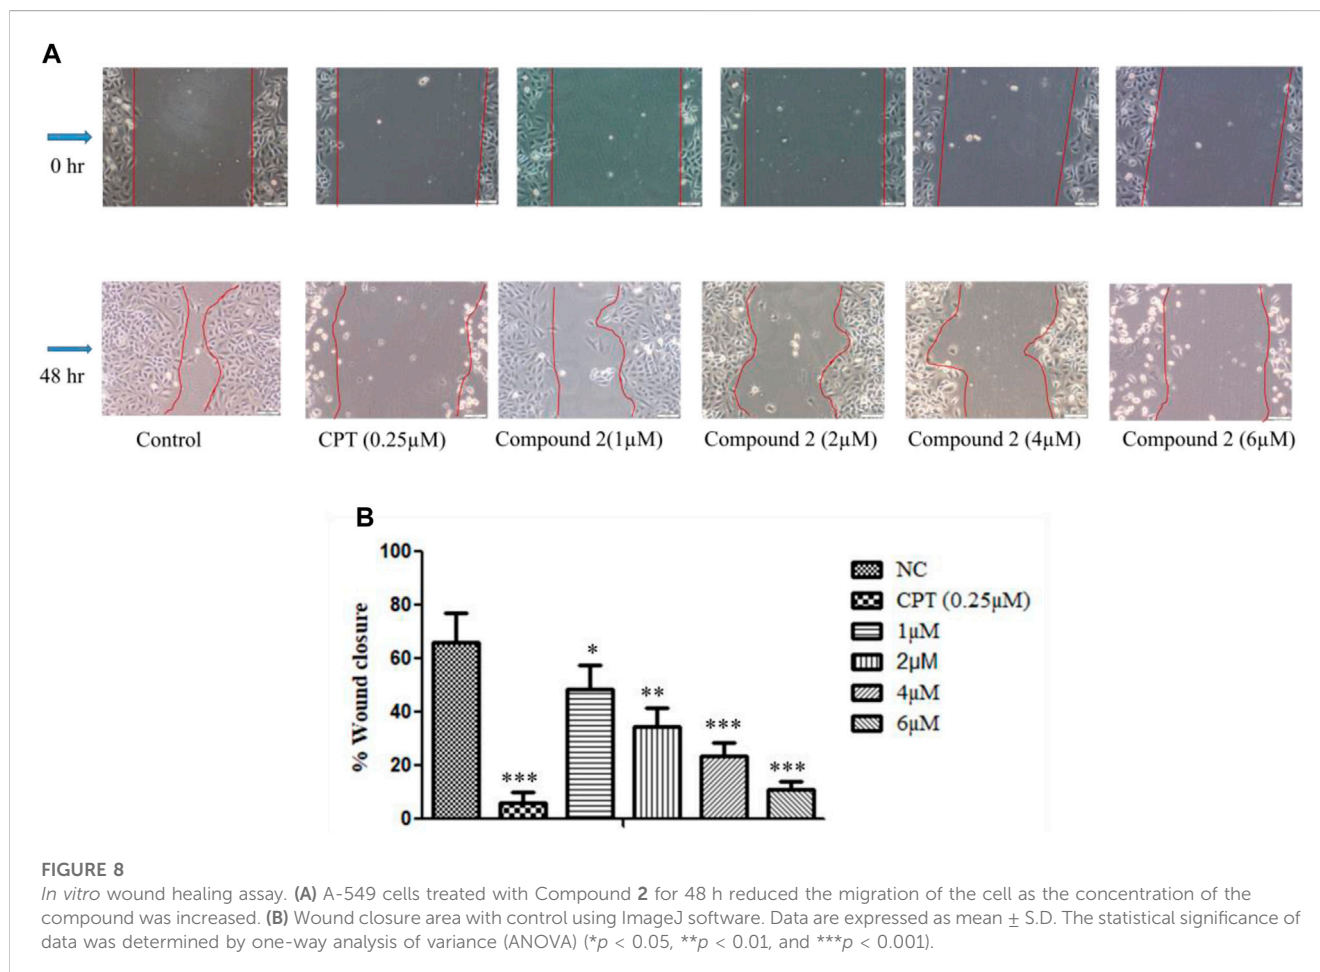 A
0 hr
48 hr
Control
CPT (0.25µM)
Compound 2(1µM)
Compound 2 (2µM)
Compound 2 (4µM)
Compound 2 (6µM)
B
% Wound closure
100
80
60
40
20
0
***
*
**
***
***
NC
CPT (0.25µM)
1µM
2µM
4µM
6µM
FIGURE 8
In vitro wound healing assay. (A) A-549 cells treated with Compound 2 for 48 h reduced the migration of the cell as the concentration of the
compound was increased. (B) Wound closure area with control using ImageJ software. Data are expressed as mean ± S.D. The statistical significance of
data was determined by one-way analysis of variance (ANOVA) (*p < 0.05, **p < 0.01, and ***p < 0.001).